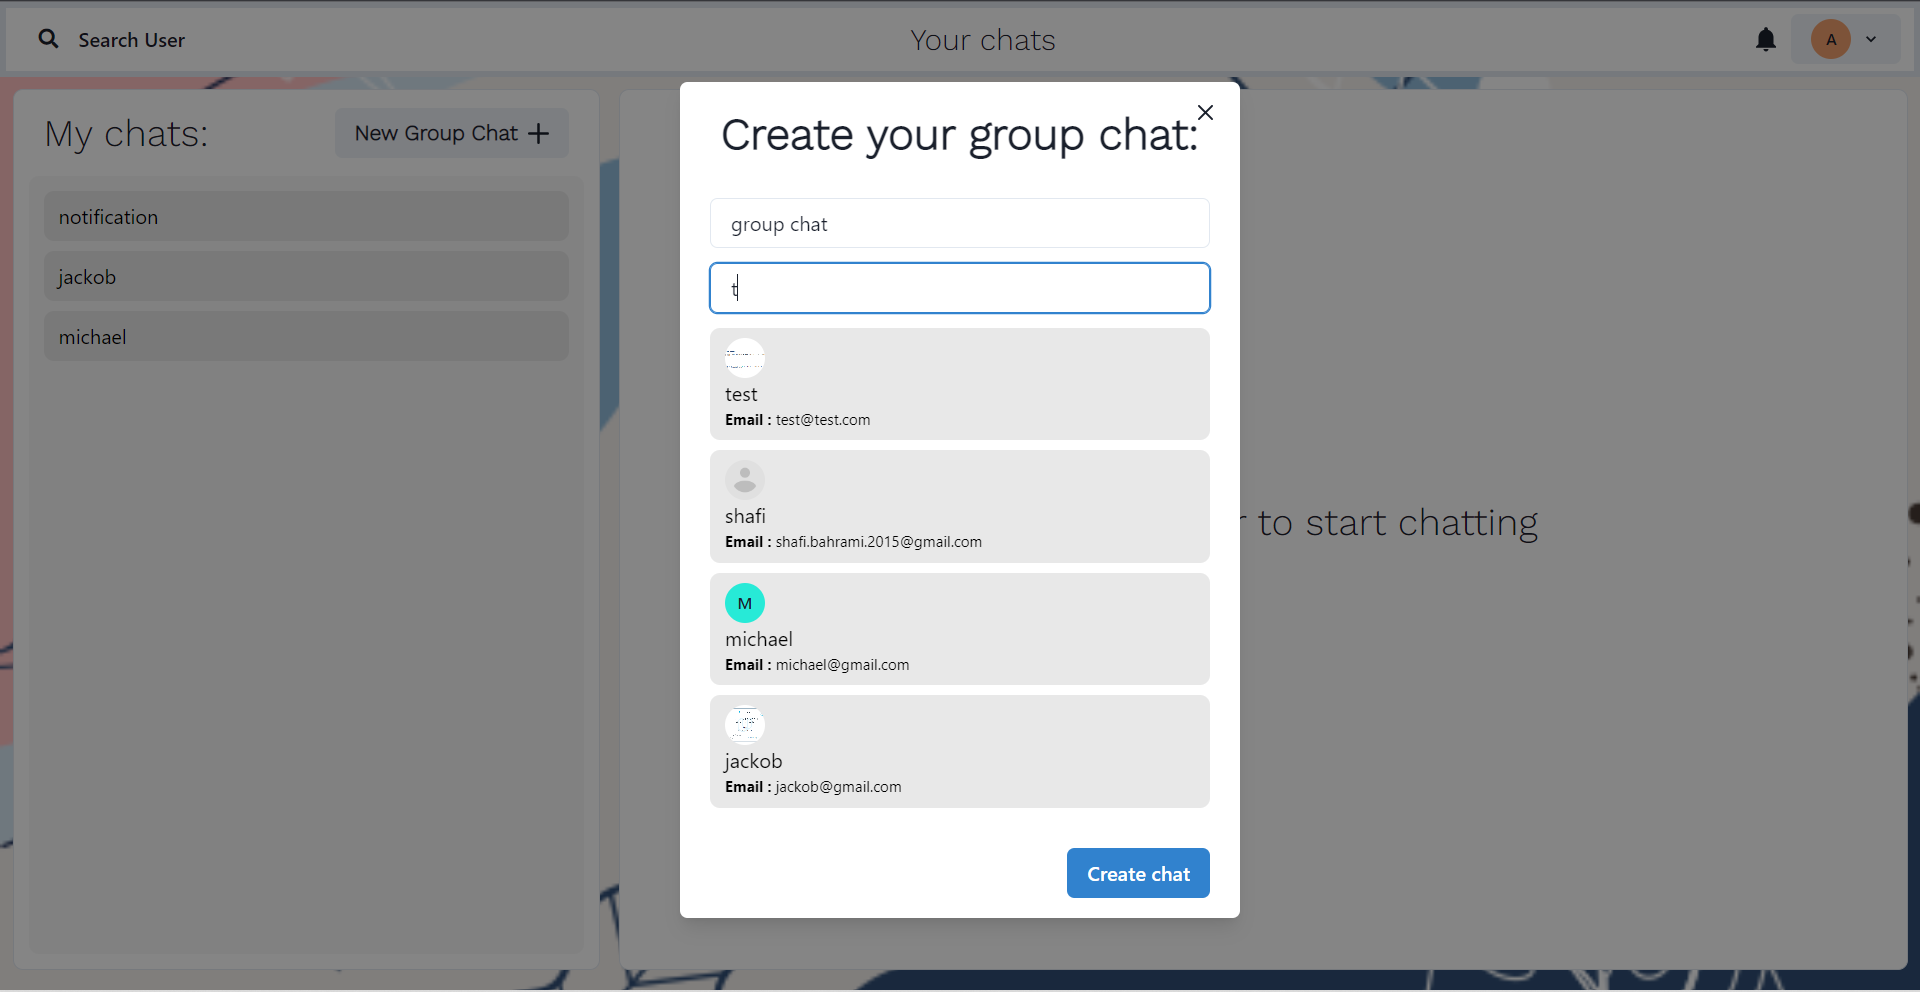 Search User
Your chats
A
My chats:
New Group Chat
notification
jackob
michael
Create your group chat:
group chat
t
test
Email : test@test.com
shafi
Email : shafi.bahrami.2015@gmail.com
M
michael
Email : michael@gmail.com
jackob
Email : jackob@gmail.com
Create chat
to start chatting